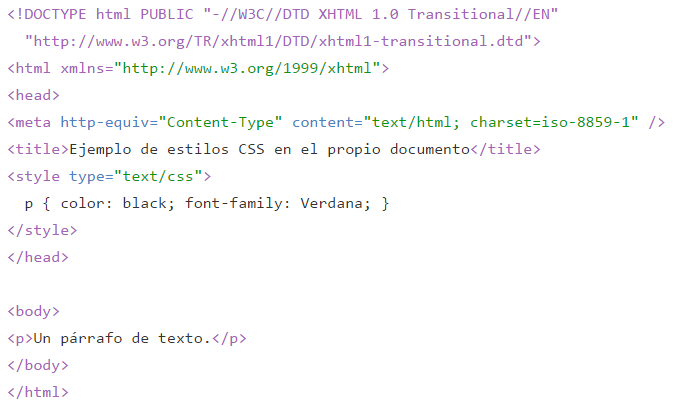 <!DOCTYPE html PUBLIC "-//W3C//DTD XHTML 1.0 Transitional//EN"
  "http://www.w3.org/TR/xhtml1/DTD/xhtml1-transitional.dtd">
<html xmlns="http://www.w3.org/1999/xhtml">
<head>
<meta http-equiv="Content-Type" content="text/html; charset=iso-8859-1" />
<title>Ejemplo de estilos CSS en el propio documento</title>
<style type="text/css">
  p { color: black; font-family: Verdana; }
</style>
</head>

<body>
<p>Un párrafo de texto.</p>
</body>
</html>